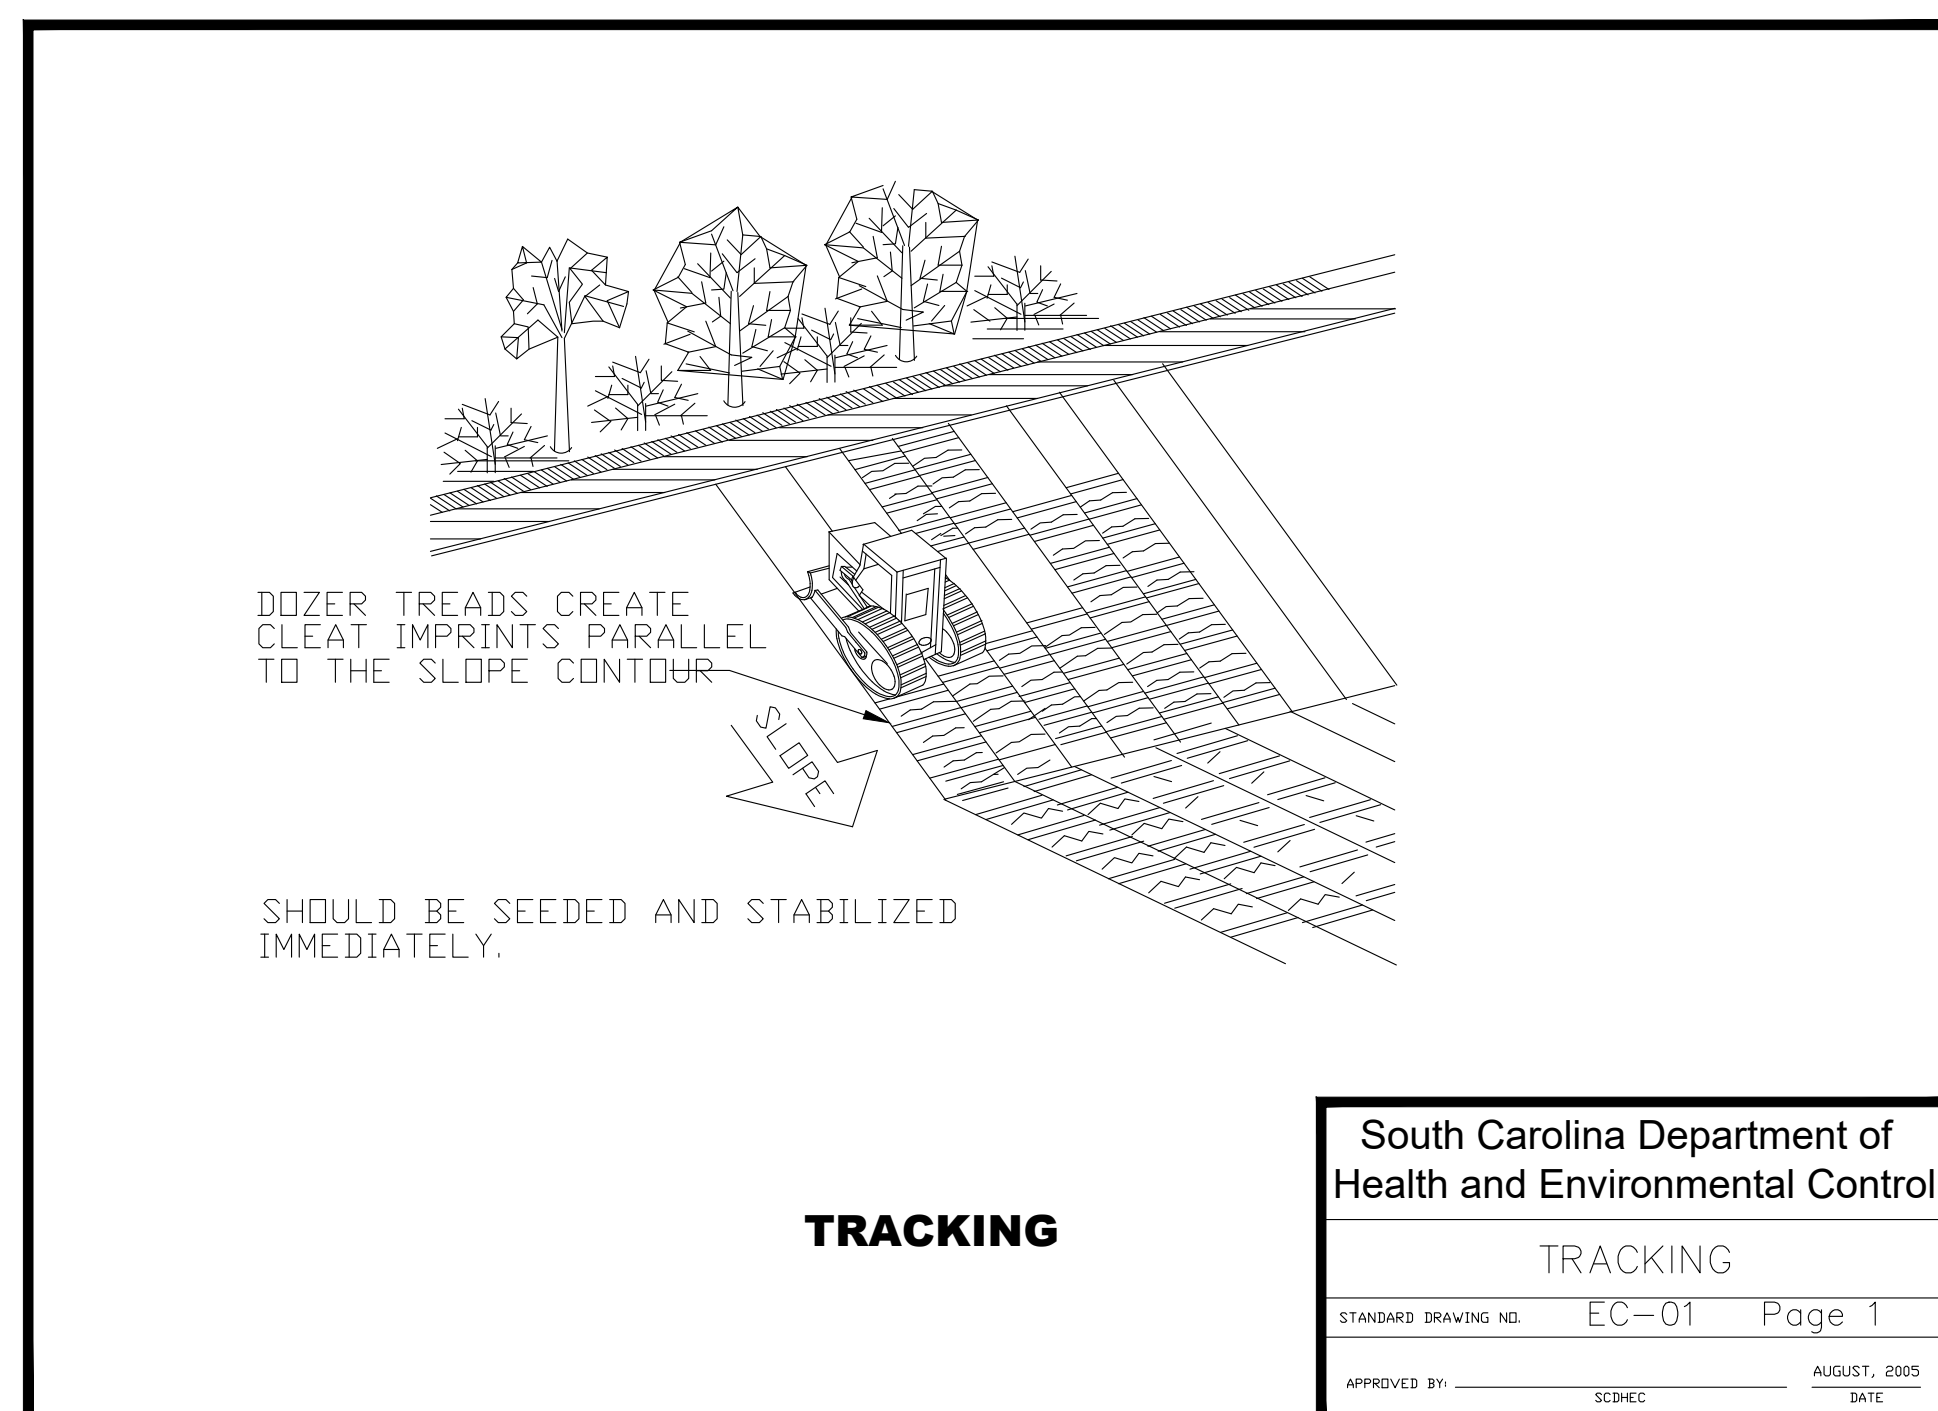 DOZER TREADS CREATE
CLEAT IMPRINTS PARALLEL
TO THE SLOPE CONTOUR
SLOPE
SHOULD BE SEEDED AND STABILIZED
IMMEDIATELY.
TRACKING
South Carolina Department of
Health and Environmental Control
TRACKING
STANDARD DRAWING NO. EC-01 Page 1
APPROVED BY: AUGUST, 2005
SCDHEC DATE